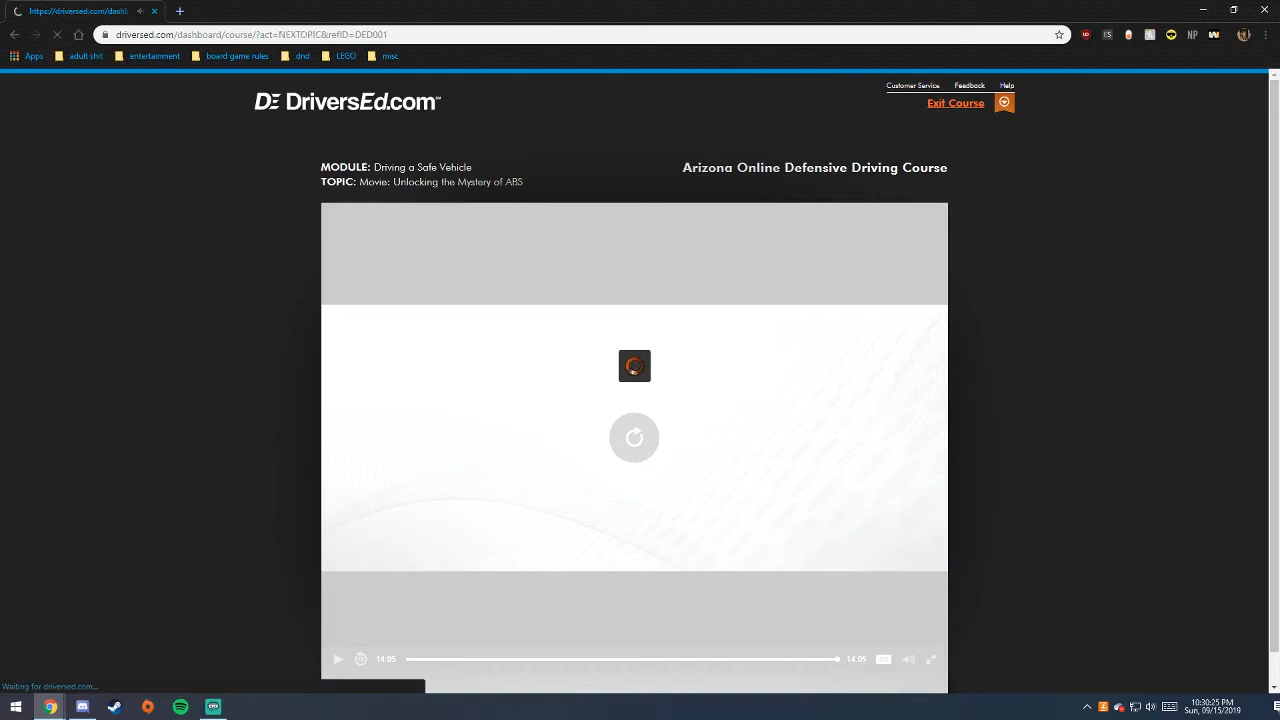 https://driversed.com/dashl
driversed.com/dashboard/course/?act=NEXTOPIC&refID=DED001
Apps
adult shit
entertainment
board game rules
dnd
LEGO
misc
Customer Service
Feedback
Help
DE DriversEd.com
Exit Course
MODULE: Driving a Safe Vehicle
Arizona Online Defensive Driving Course
TOPIC: Movie: Unlocking the Mystery of ABS
14:05
14:05
CC
Waiting for driversed.com...
10:30:25 PM
Sun, 09/15/2019